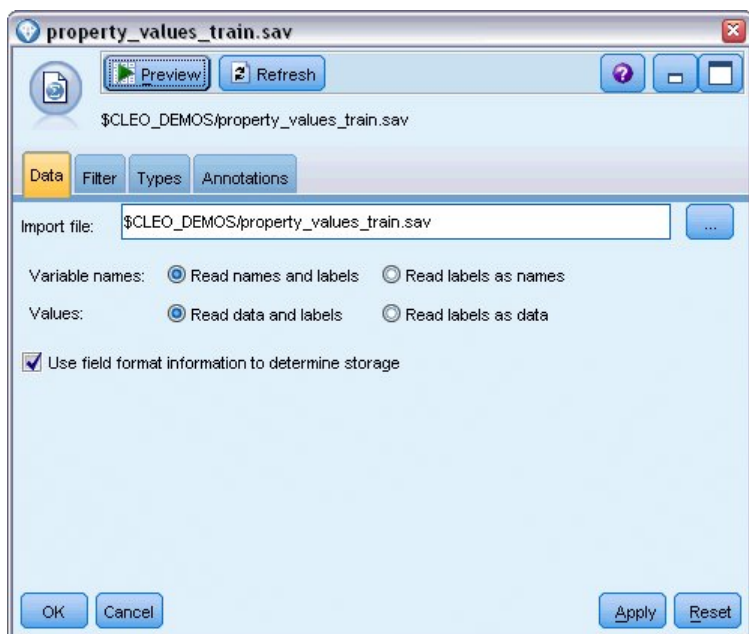 property_values_train.sav
Preview Refresh
$CLEO_DEMOS/property_values_train.sav
Data Filter Types Annotations
Import file: $CLEO_DEMOS/property_values_train.sav ...
Variable names: Read names and labels Read labels as names
Values: Read data and labels Read labels as data
Use field format information to determine storage
OK Cancel Apply Reset